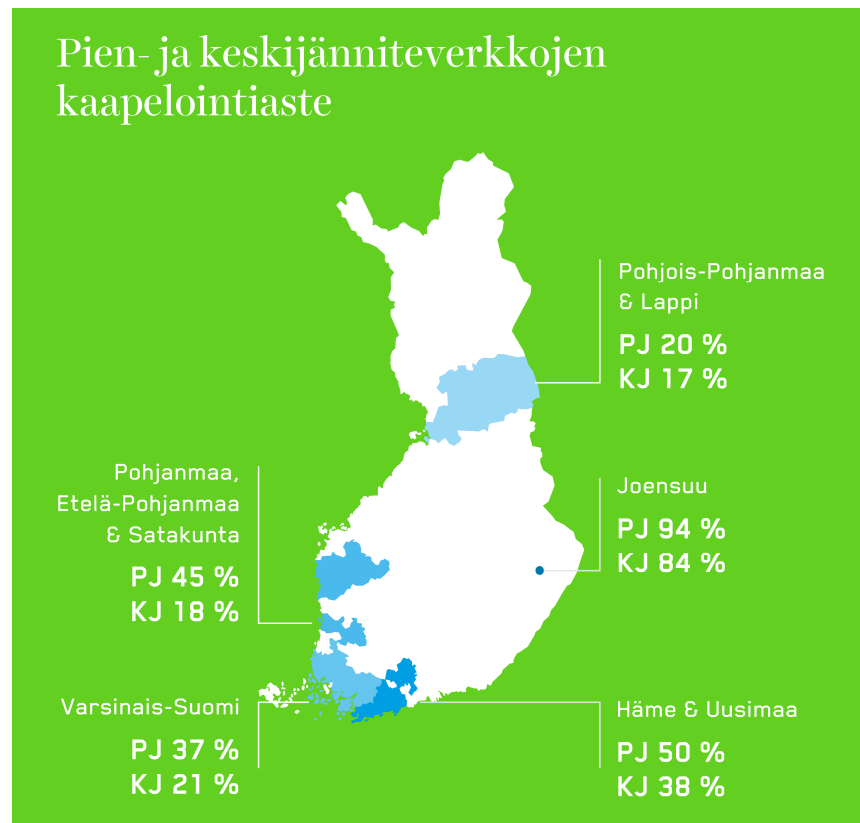 Pien- ja keskijänniteverkkojen
kaapelointiaste
Pohjois-Pohjanmaa
& Lappi
PJ 20 %
KJ 17 %
Pohjanmaa,
Etelä-Pohjanmaa
& Satakunta
PJ 45 %
KJ 18 %
Joensuu
PJ 94 %
KJ 84 %
Varsinais-Suomi
PJ 37 %
KJ 21 %
Häme & Uusimaa
PJ 50 %
KJ 38 %